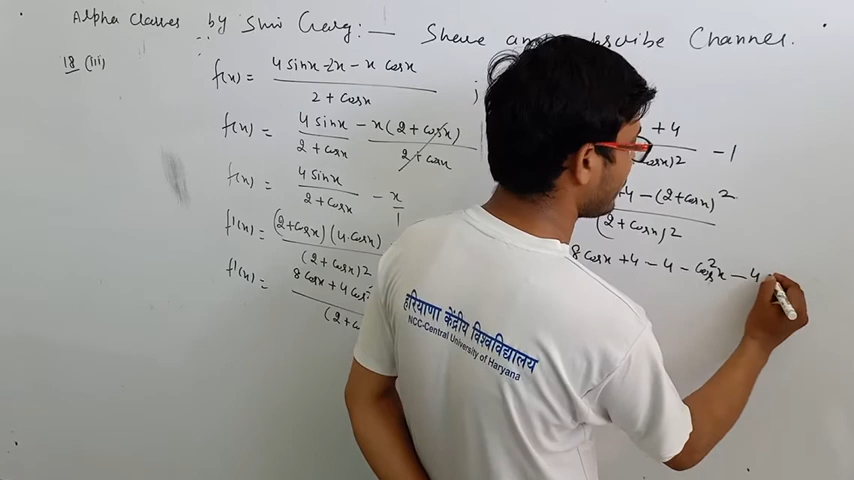 Alpha Classes by Shiv Garg:— Share and Subscribe Channel.
18 (iii)
f(x) = 4 sinx - 2x - x cosx / 2 + cosx ;
f(x) = 4 sinx / 2 + cosx - x(2 + cosx) / 2 + cosx
f(x) = 4 sinx / 2 + cosx - x / 1
f'(x) = (2+cosx)(4.cosx) / (2 + cosx)2
f'(x) = 8 cosx + 4 cos2 / (2 +
+ 4 / cosx)2 - 1
+4 - (2+cosx)2 / (2 + cosx)2
8 cosx + 4 - 4 - cos2x - 4
हरियाणा केंद्रीय विश्वविद्यालय
NCC-Central University of Haryana